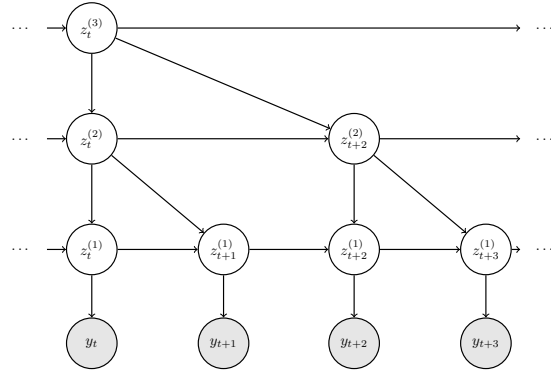 … $z_t^{(3)}$ …
… $z_t^{(2)}$ $z_{t+2}^{(2)}$ …
… $z_t^{(1)}$ $z_{t+1}^{(1)}$ $z_{t+2}^{(1)}$ $z_{t+3}^{(1)}$ …
$y_t$ $y_{t+1}$ $y_{t+2}$ $y_{t+3}$